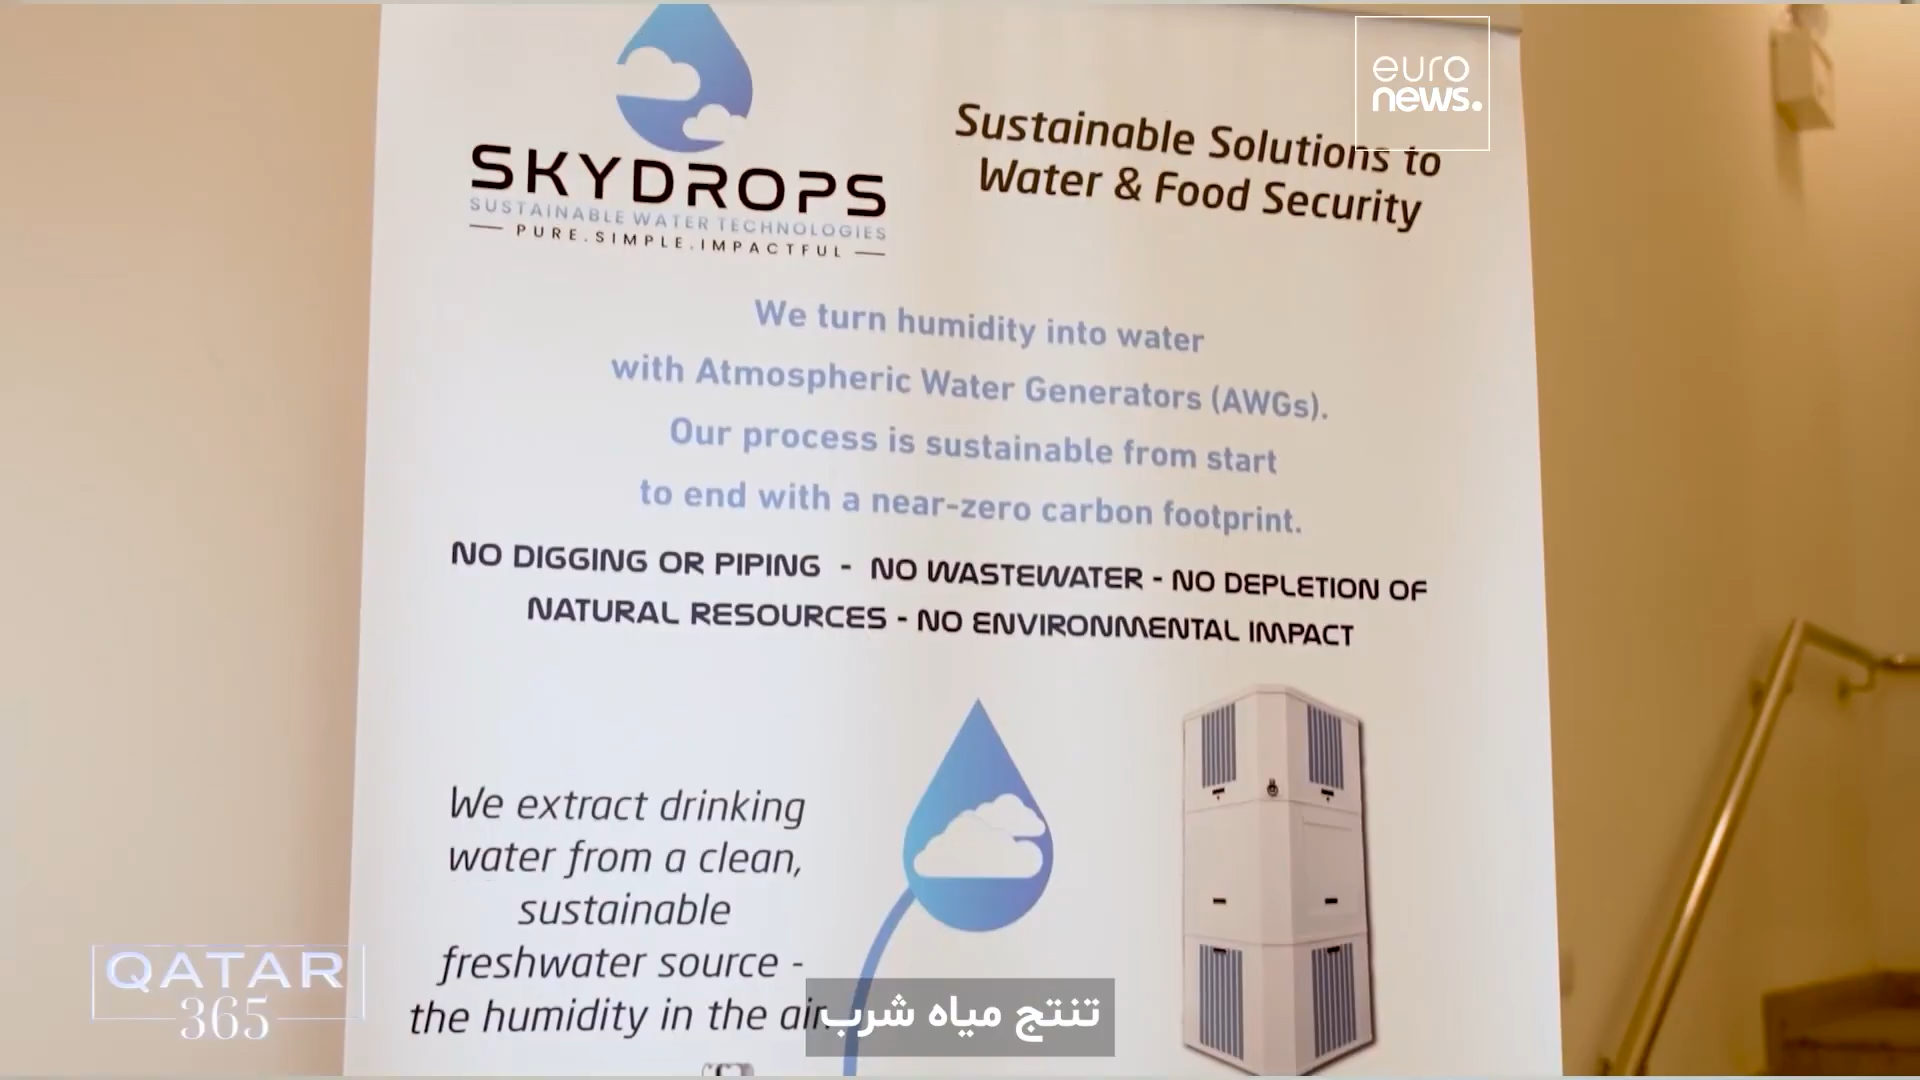 euro
news.
SKYDROPS
SUSTAINABLE WATER TECHNOLOGIES
PURE.SIMPLE.IMPACTFUL
Sustainable Solutions to
Water & Food Security
We turn humidity into water
with Atmospheric Water Generators (AWGs).
Our process is sustainable from start
to end with a near-zero carbon footprint.
NO DIGGING OR PIPING - NO WASTEWATER - NO DEPLETION OF
NATURAL RESOURCES - NO ENVIRONMENTAL IMPACT
We extract drinking
water from a clean,
sustainable
freshwater source -
the humidity in the air.
QATAR
365
تنتج مياه شرب